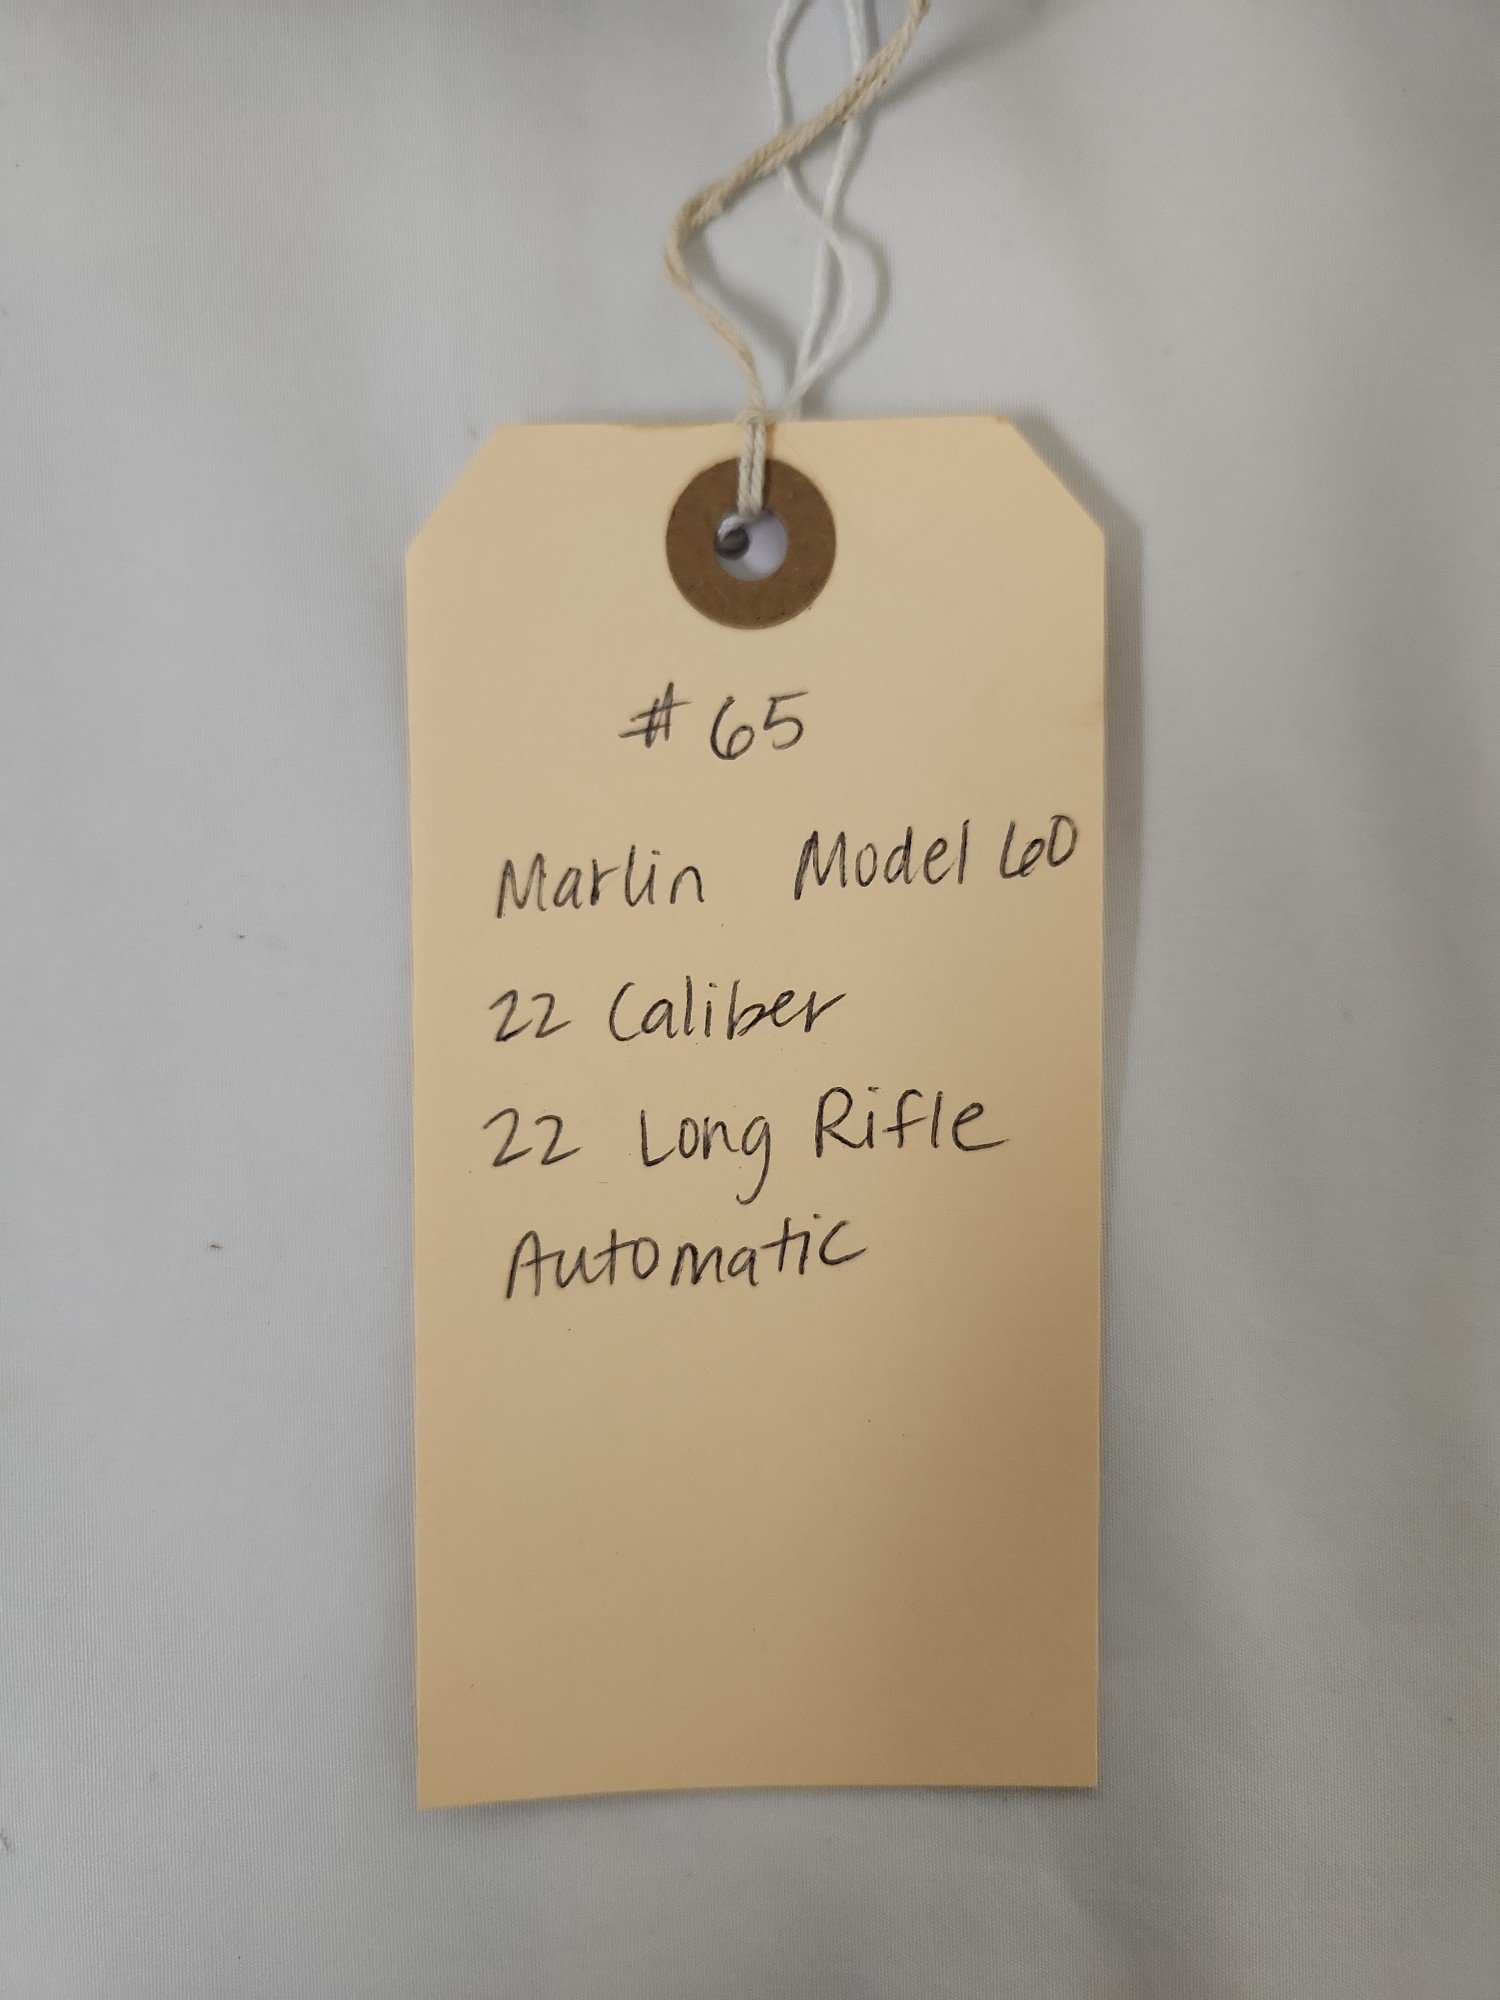 # 65
Marlin Model 60
22 Caliber
22 Long Rifle
Automatic